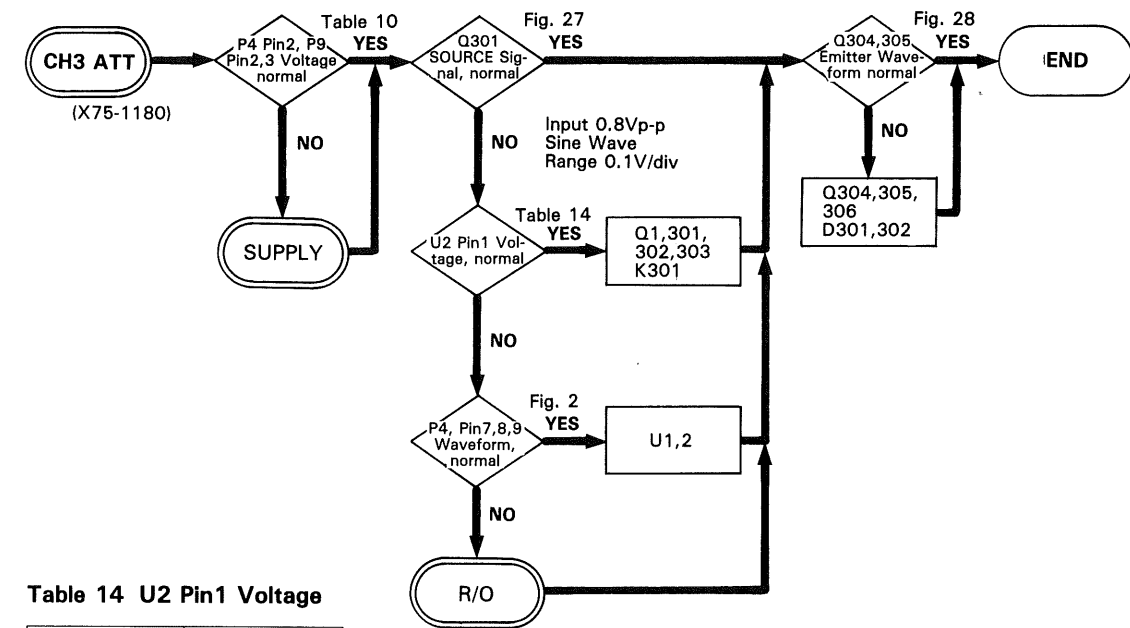 CH3 ATT
(X75-1180)
P4 Pin2, P9
Pin2,3 Voltage
normal
Table 10
YES
NO
SUPPLY
Q301
SOURCE Sig-
nal, normal
Fig. 27
YES
NO
Input 0.8Vp-p
Sine Wave
Range 0.1V/div
U2 Pin1 Vol-
tage, normal
Table 14
YES
Q1,301,
302,303
K301
NO
P4, Pin7,8,9
Waveform,
normal
Fig. 2
YES
U1,2
NO
R/O
Q304,305
Emitter Wave-
form normal
Fig. 28
YES
NO
Q304,305,
306
D301,302
END
Table 14 U2 Pin1 Voltage